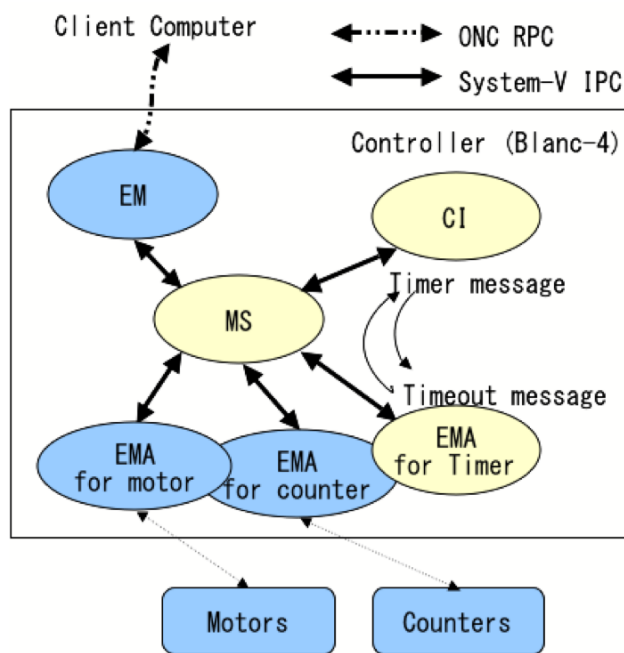 Client Computer
ONC RPC
System-V IPC
Controller (Blanc-4)
EM
CI
Timer message
MS
Timeout message
EMA
for motor
EMA
for counter
EMA
for Timer
Motors
Counters